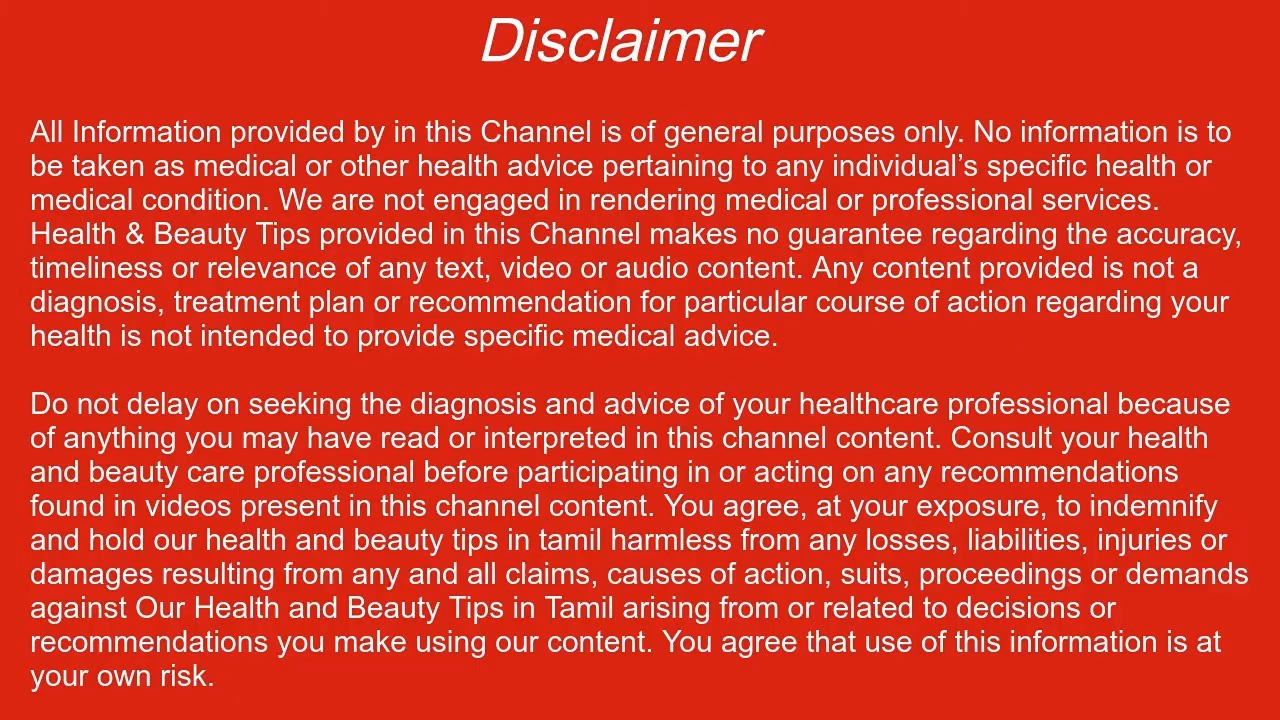 Disclaimer
All Information provided by in this Channel is of general purposes only. No information is to
be taken as medical or other health advice pertaining to any individual’s specific health or
medical condition. We are not engaged in rendering medical or professional services.
Health & Beauty Tips provided in this Channel makes no guarantee regarding the accuracy,
timeliness or relevance of any text, video or audio content. Any content provided is not a
diagnosis, treatment plan or recommendation for particular course of action regarding your
health is not intended to provide specific medical advice.
Do not delay on seeking the diagnosis and advice of your healthcare professional because
of anything you may have read or interpreted in this channel content. Consult your health
and beauty care professional before participating in or acting on any recommendations
found in videos present in this channel content. You agree, at your exposure, to indemnify
and hold our health and beauty tips in tamil harmless from any losses, liabilities, injuries or
damages resulting from any and all claims, causes of action, suits, proceedings or demands
against Our Health and Beauty Tips in Tamil arising from or related to decisions or
recommendations you make using our content. You agree that use of this information is at
your own risk.